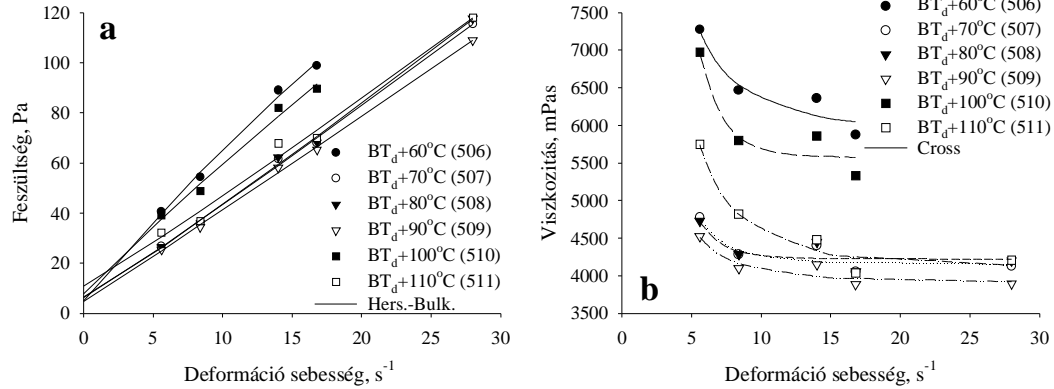 a
120
100
80
60
40
20
0
Feszültség, Pa
BTd+60°C (506)
BTd+70°C (507)
BTd+80°C (508)
BTd+90°C (509)
BTd+100°C (510)
BTd+110°C (511)
Hers.-Bulk.
0 5 10 15 20 25 30
Deformáció sebesség, s-1
BTd+60°C (506)
BTd+70°C (507)
BTd+80°C (508)
BTd+90°C (509)
BTd+100°C (510)
BTd+110°C (511)
Cross
7500
7000
6500
6000
5500
5000
4500
4000
3500
Viszkozitás, mPas
b
0 5 10 15 20 25 30
Deformáció sebesség, s-1